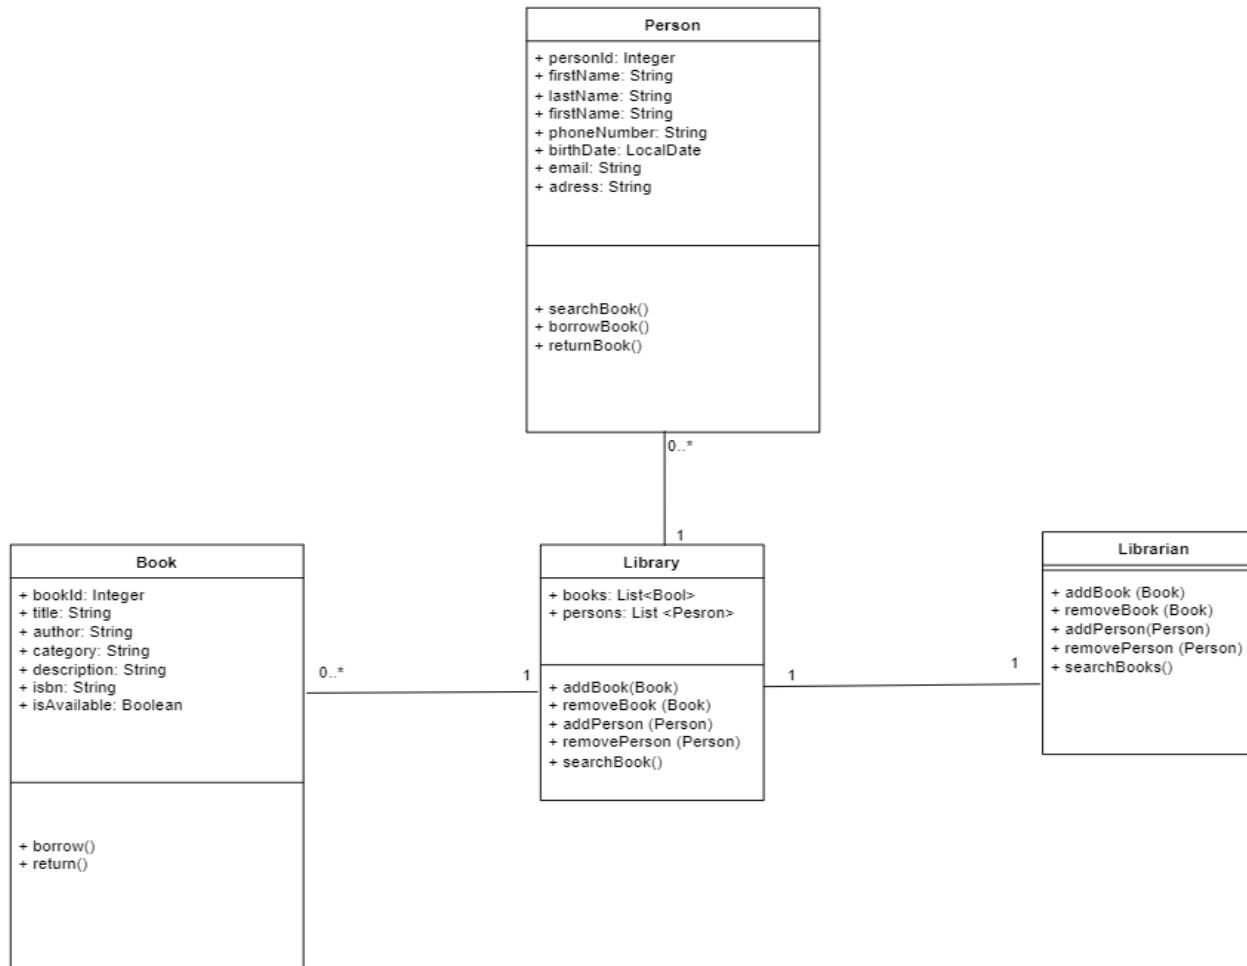 Person
+ personId: Integer
+ firstName: String
+ lastName: String
+ firstName: String
+ phoneNumber: String
+ birthDate: LocalDate
+ email: String
+ adress: String
+ searchBook()
+ borrowBook()
+ returnBook()
0..*
1
Book
+ bookId: Integer
+ title: String
+ author: String
+ category: String
+ description: String
+ isbn: String
+ isAvailable: Boolean
+ borrow()
+ return()
0..*
1
Library
+ books: List<Bool>
+ persons: List <Pesron>
+ addBook(Book)
+ removeBook (Book)
+ addPerson (Person)
+ removePerson (Person)
+ searchBook()
1
1
Librarian
+ addBook (Book)
+ removeBook (Book)
+ addPerson(Person)
+ removePerson (Person)
+ searchBooks()